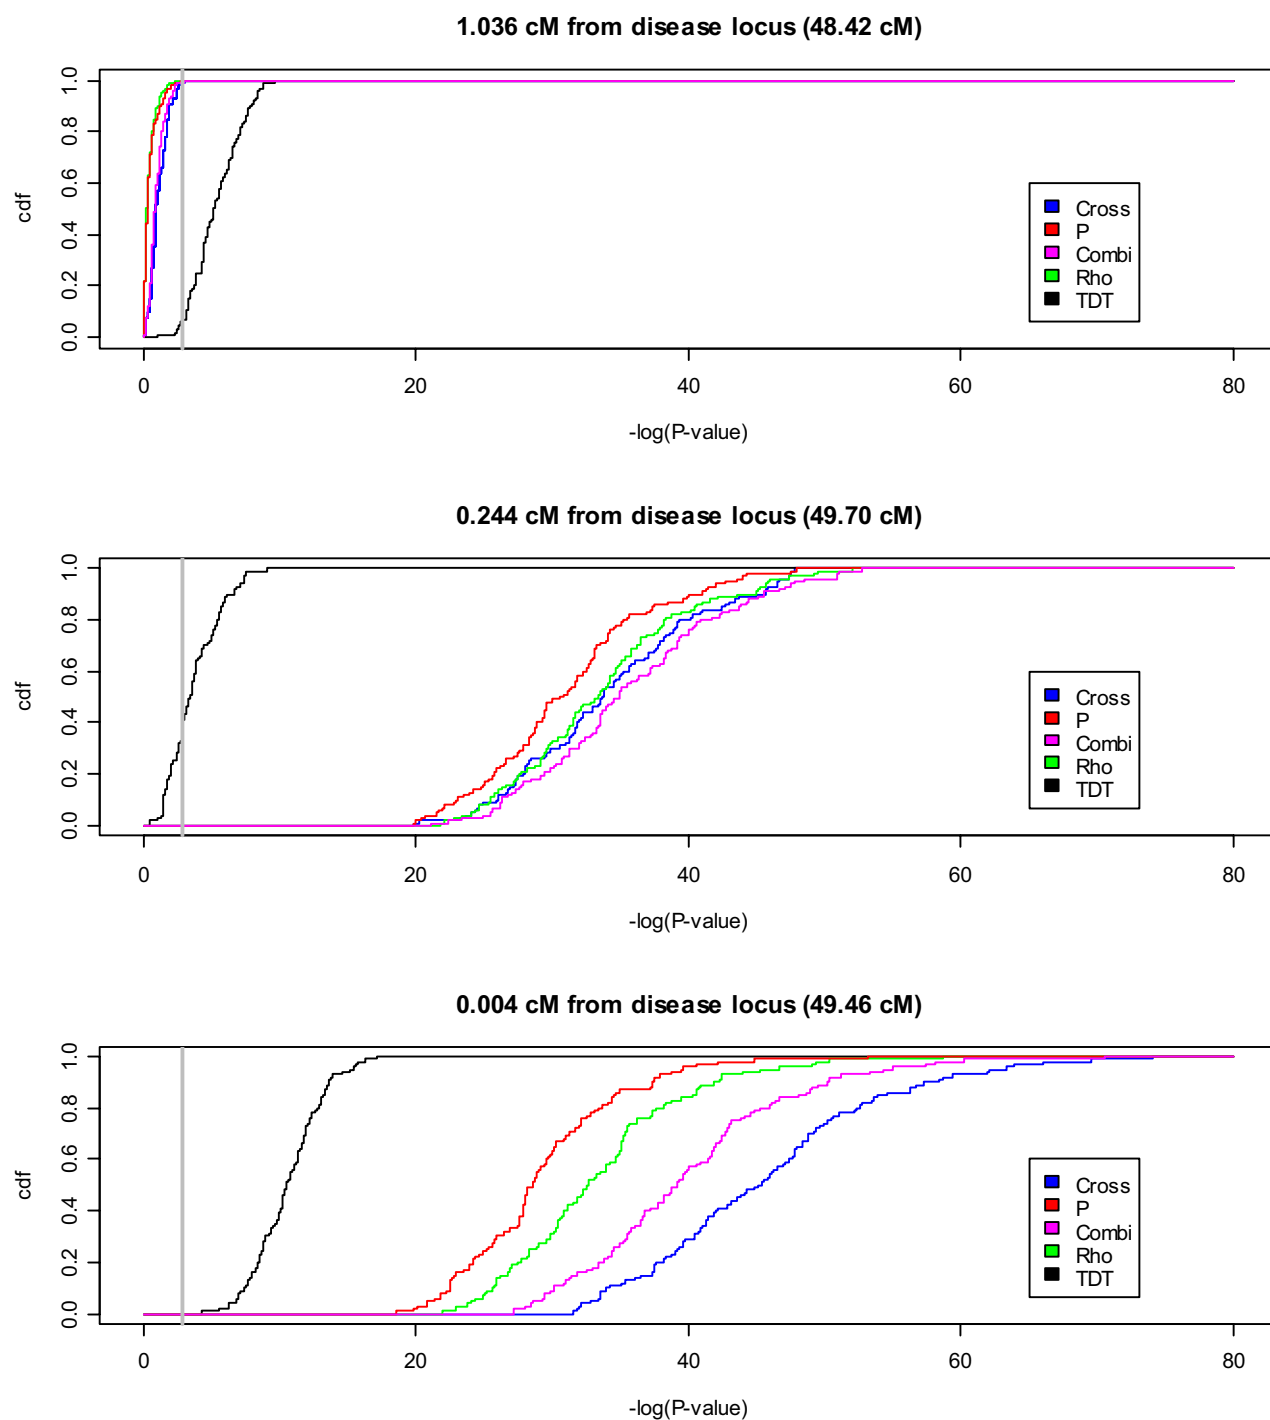 1.036 cM from disease locus (48.42 cM)
1.0
0.8
0.6
0.4
0.2
0.0
cdf
Cross
P
Combi
Rho
TDT
0 20 40 60 80
-log(P-value)
0.244 cM from disease locus (49.70 cM)
1.0
0.8
0.6
0.4
0.2
0.0
cdf
Cross
P
Combi
Rho
TDT
0 20 40 60 80
-log(P-value)
0.004 cM from disease locus (49.46 cM)
1.0
0.8
0.6
0.4
0.2
0.0
cdf
Cross
P
Combi
Rho
TDT
0 20 40 60 80
-log(P-value)